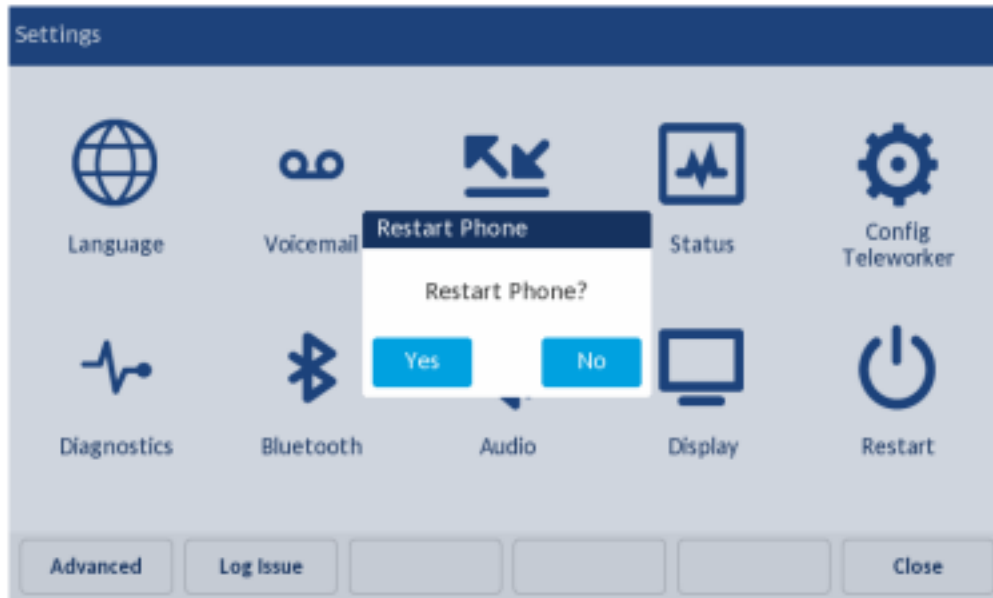 Settings
Language
Voicemail
Status
Config
Teleworker
Restart Phone
Restart Phone?
Yes
No
Diagnostics
Bluetooth
Audio
Display
Restart
Advanced
Log Issue
Close